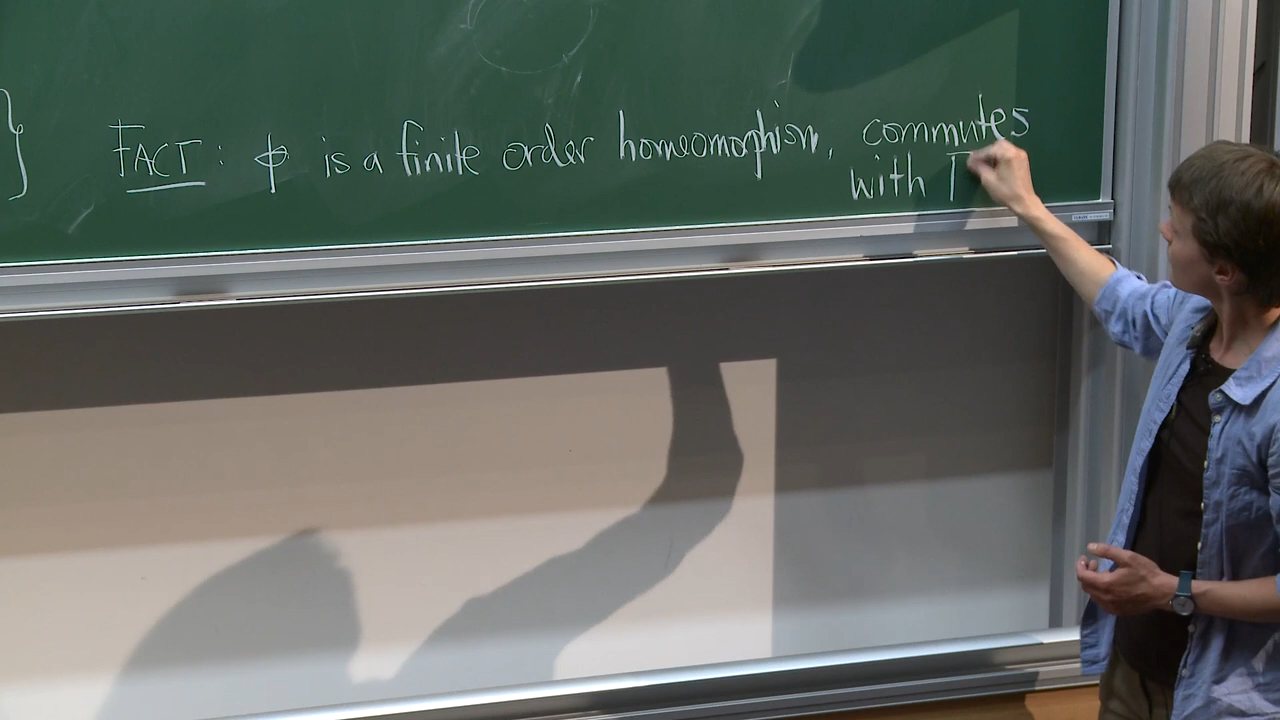 }
FACT: ϕ is a finite order homeomorphism, commutes
with Γ